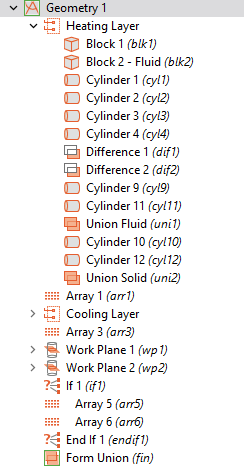 Geometry 1
Heating Layer
Block 1 (blk1)
Block 2 - Fluid (blk2)
Cylinder 1 (cyl1)
Cylinder 2 (cyl2)
Cylinder 3 (cyl3)
Cylinder 4 (cyl4)
Difference 1 (dif1)
Difference 2 (dif2)
Cylinder 9 (cyl9)
Cylinder 11 (cyl11)
Union Fluid (uni1)
Cylinder 10 (cyl10)
Cylinder 12 (cyl12)
Union Solid (uni2)
Array 1 (arr1)
Cooling Layer
Array 3 (arr3)
Work Plane 1 (wp1)
Work Plane 2 (wp2)
If 1 (if1)
Array 5 (arr5)
Array 6 (arr6)
End If 1 (endif1)
Form Union (fin)